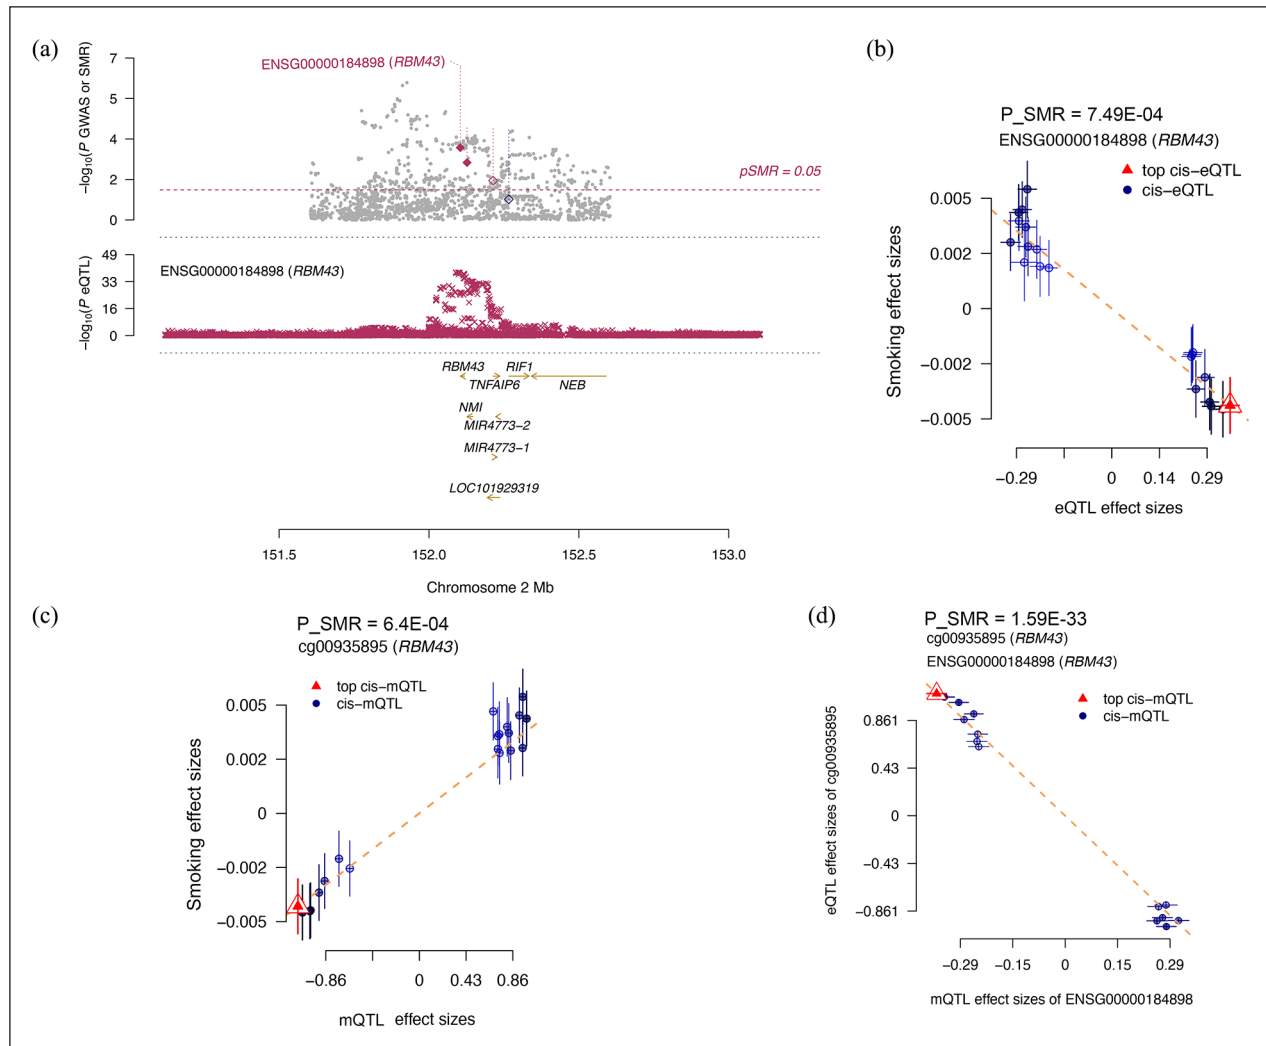 (a)
ENSG00000184898 (RBM43)
−log10(P GWAS or SMR)
7
5
4
2
0
pSMR = 0.05
−log10(P eQTL)
49
33
16
0
ENSG00000184898 (RBM43)
RBM43
RIF1
TNFAIP6
NEB
NMI
MIR4773−2
MIR4773−1
LOC101929319
151.5
152.0
152.5
153.0
Chromosome 2 Mb
(b)
P_SMR = 7.49E-04
ENSG00000184898 (RBM43)
top cis−eQTL
cis−eQTL
Smoking effect sizes
0.005
0.002
0
−0.002
−0.005
−0.29
0
0.14
0.29
eQTL effect sizes
(c)
P_SMR = 6.4E-04
cg00935895 (RBM43)
top cis−mQTL
cis−mQTL
Smoking effect sizes
0.005
0.002
0
−0.002
−0.005
−0.86
0
0.43
0.86
mQTL effect sizes
(d)
P_SMR = 1.59E-33
cg00935895 (RBM43)
ENSG00000184898 (RBM43)
top cis−mQTL
cis−mQTL
eQTL effect sizes of cg00935895
0.861
0.43
0
−0.43
−0.861
−0.29
−0.15
0
0.15
0.29
mQTL effect sizes of ENSG00000184898